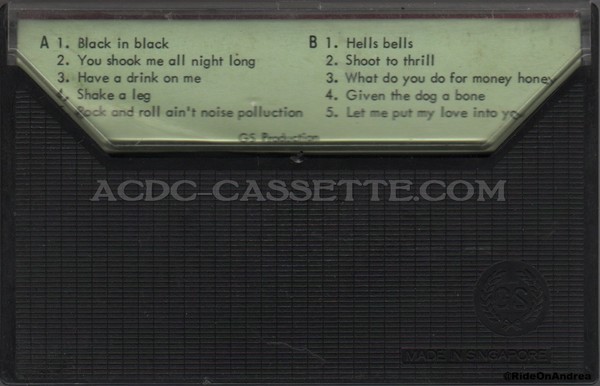 A 1. Black in black
2. You shook me all night long
3. Have a drink on me
4. Shake a leg
Rock and roll ain't noise polluction
B 1. Hells bells
2. Shoot to thrill
3. What do you do for money honey
4. Given the dog a bone
5. Let me put my love into you
GS Production
ACDC-CASSETTE.COM
GS
MADE IN SINGAPORE
©RideOnAndrea